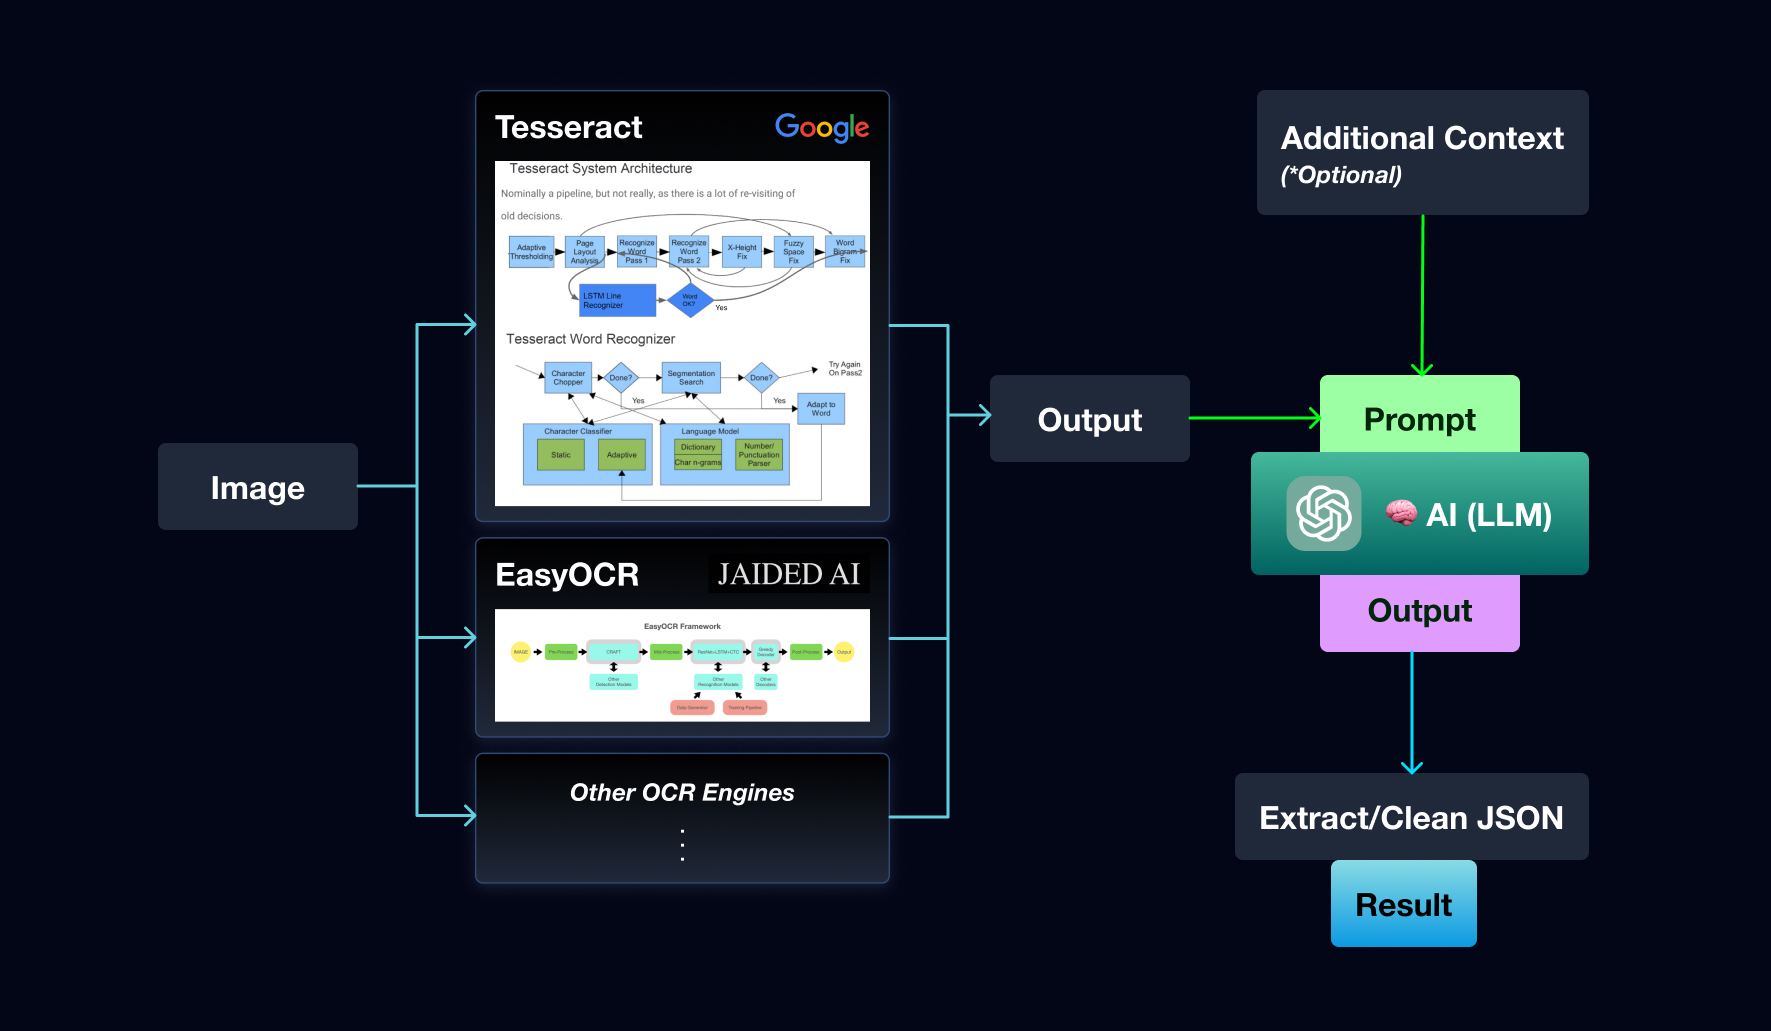 Tesseract
Google
Tesseract System Architecture
Nominally a pipeline, but not really, as there is a lot of re-visiting of
old decisions.
Adaptive
Thresholding
Page
Layout
Analysis
Recognize
Word
Pass 1
Recognize
Word
Pass 2
X-Height
Fix
Fuzzy
Space
Fix
Word
Bigram
Fix
LSTM Line
Recognizer
Word
OK?
Yes
Tesseract Word Recognizer
Character
Chopper
Done?
Segmentation
Search
Done?
Try Again
On Pass2
Yes
Yes
Adapt to
Word
Character Classifier
Static
Adaptive
Language Model
Dictionary
Char n-grams
Number/
Punctuation
Parser
Image
EasyOCR
JAIDED AI
EasyOCR Framework
IMAGE
Pre-Process
CRAFT
Mid-Process
ResNet+LSTM+CTC
Greedy
Decoder
Post-Process
Output
Other
Detection Models
Other
Recognition Models
Other
Decoders
Data Generator
Training Pipeline
Other OCR Engines
Output
Additional Context
(*Optional)
Prompt
AI (LLM)
Output
Extract/Clean JSON
Result